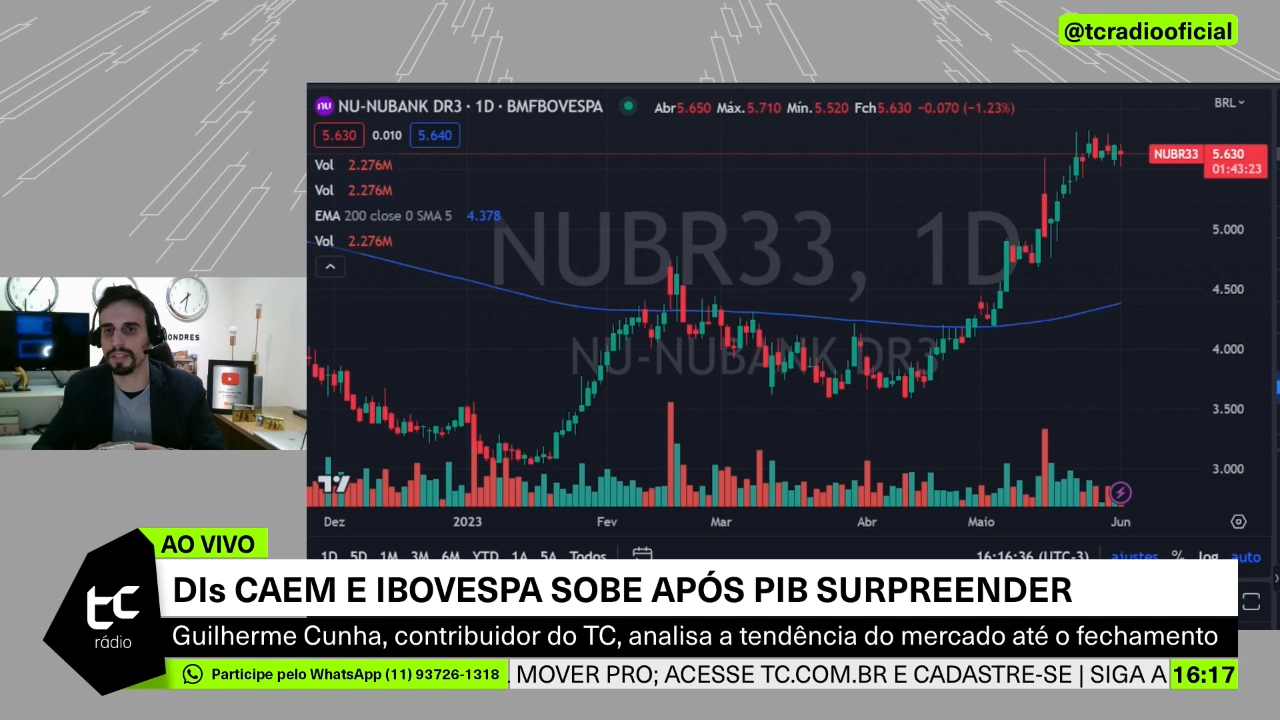 @tcradiooficial
NU-NUBANK DR3 · 1D · BMFBOVESPA
Abr5.650 Máx.5.710 Mín.5.520 Fch5.630 −0.070 (−1.23%)
BRL
5.630 0.010 5.640
Vol 2.276M
Vol 2.276M
EMA 200 close 0 SMA 5 4.378
Vol 2.276M
NUBR33, 1D
NU-NUBANK DR3
NUBR33 5.630
01:43:23
5.000
4.500
4.000
3.500
3.000
Dez 2023 Fev Mar Abr Maio Jun
1D 5D 1M 3M 6M YTD 1A 5A Todos
16:16:36 (UTC-3) ajustes % log auto
LONDRES
AO VIVO
tc
rádio
DIs CAEM E IBOVESPA SOBE APÓS PIB SURPREENDER
Guilherme Cunha, contribuidor do TC, analisa a tendência do mercado até o fechamento
Participe pelo WhatsApp (11) 93726-1318
MOVER PRO; ACESSE TC.COM.BR E CADASTRE-SE | SIGA A
16:17